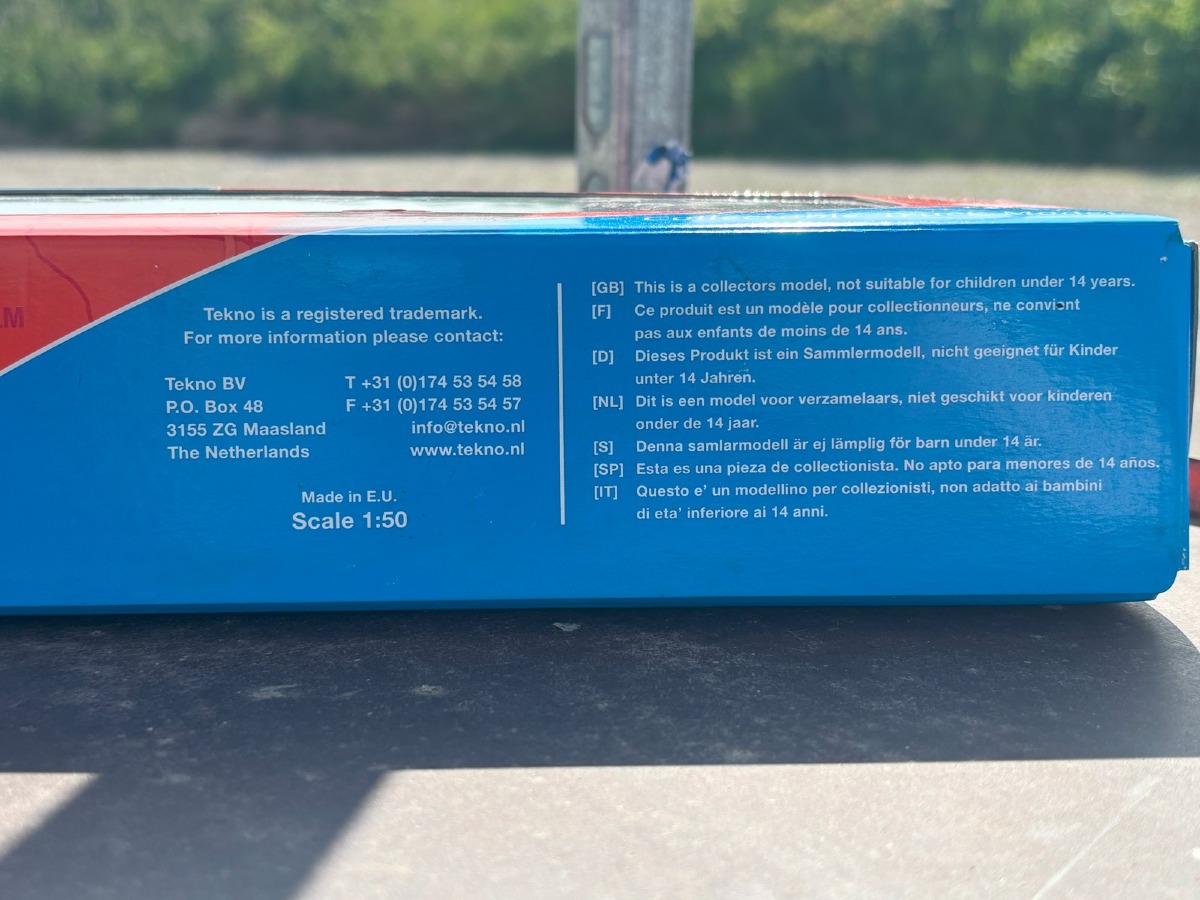 LM
Tekno is a registered trademark.
For more information please contact:
Tekno BV
P.O. Box 48
3155 ZG Maasland
The Netherlands
T +31 (0)174 53 54 58
F +31 (0)174 53 54 57
info@tekno.nl
www.tekno.nl
Made in E.U.
Scale 1:50
[GB] This is a collectors model, not suitable for children under 14 years.
[F] Ce produit est un modèle pour collectionneurs, ne convient
pas aux enfants de moins de 14 ans.
[D] Dieses Produkt ist ein Sammlermodell, nicht geeignet für Kinder
unter 14 Jahren.
[NL] Dit is een model voor verzamelaars, niet geschikt voor kinderen
onder de 14 jaar.
[S] Denna samlarmodell är ej lämplig för barn under 14 är.
[SP] Esta es una pieza de collectionista. No apto para menores de 14 años.
[IT] Questo e' un modellino per collezionisti, non adatto ai bambini
di eta' inferiore ai 14 anni.